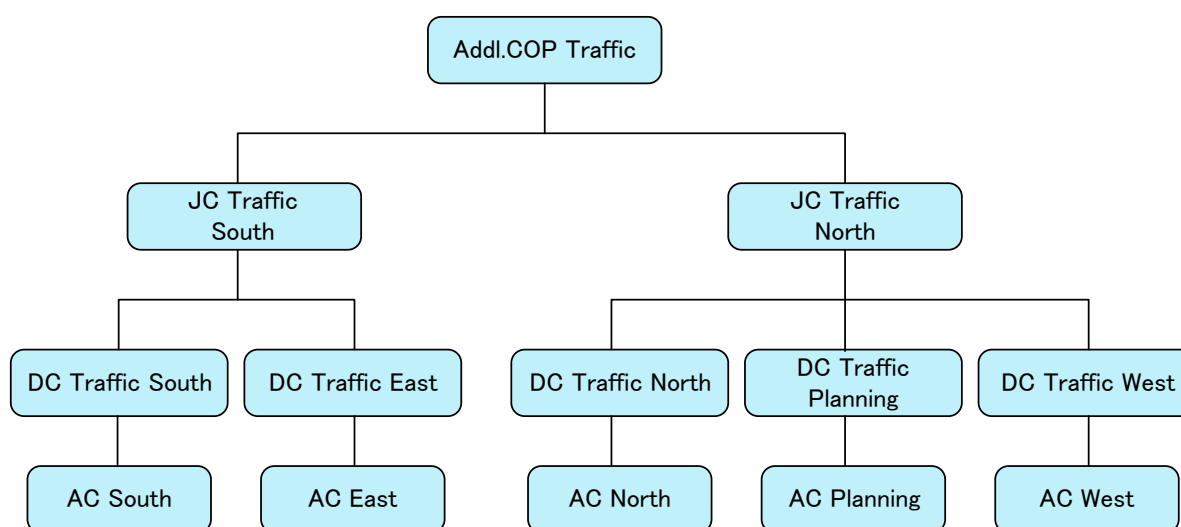 Addl.COP Traffic
JC Traffic
South
JC Traffic
North
DC Traffic South
DC Traffic East
DC Traffic North
DC Traffic
Planning
DC Traffic West
AC South
AC East
AC North
AC Planning
AC West